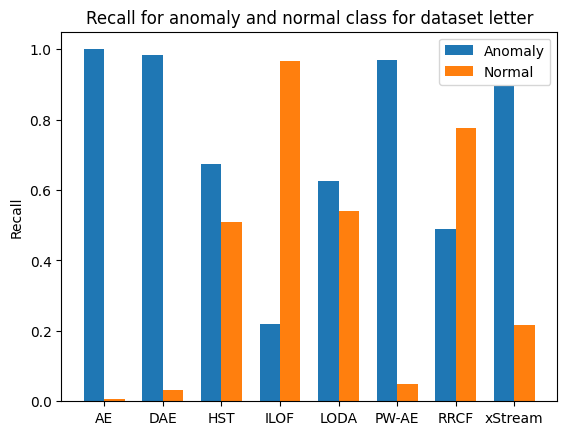 Recall for anomaly and normal class for dataset letter
Anomaly
Normal
1.0
0.8
0.6
0.4
0.2
0.0
Recall
AE DAE HST ILOF LODA PW-AE RRCF xStream